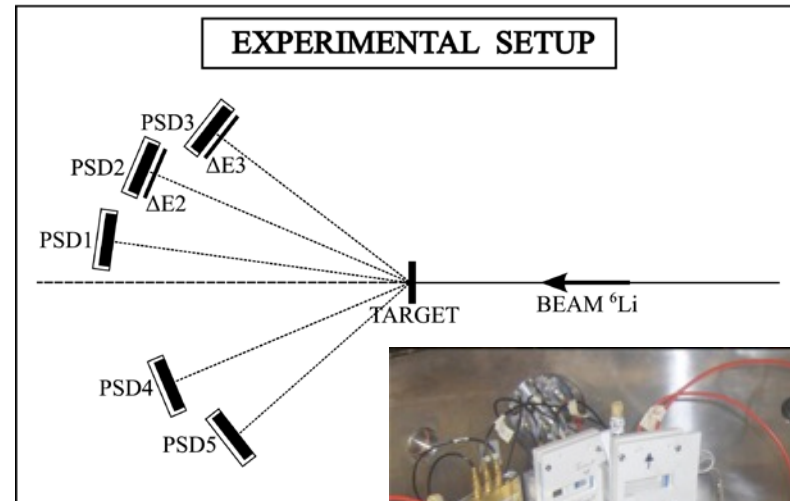 EXPERIMENTAL SETUP
PSD3
ΔE3
PSD2
ΔE2
PSD1
TARGET
BEAM ⁶Li
PSD4
PSD5